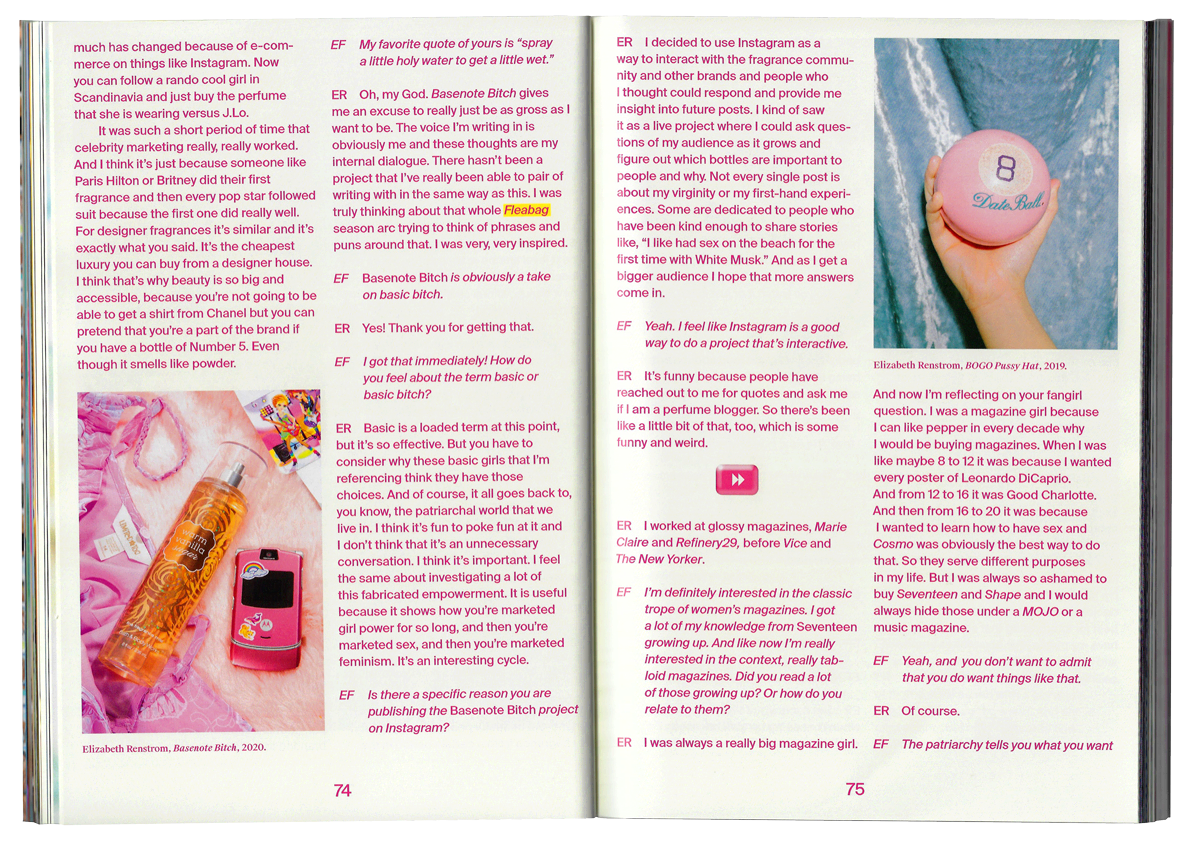 much has changed because of e-com-
merce on things like Instagram. Now
you can follow a rando cool girl in
Scandinavia and just buy the perfume
that she is wearing versus J.Lo.
It was such a short period of time that
celebrity marketing really, really worked.
And I think it's just because someone like
Paris Hilton or Britney did their first
fragrance and then every pop star followed
suit because the first one did really well.
For designer fragrances it's similar and it's
exactly what you said. It's the cheapest
luxury you can buy from a designer house.
I think that's why beauty is so big and
accessible, because you're not going to be
able to get a shirt from Chanel but you can
pretend that you're a part of the brand if
you have a bottle of Number 5. Even
though it smells like powder.
warm
vanilla
sugar
Elizabeth Renstrom, Basenote Bitch, 2020.
EF My favorite quote of yours is “spray
a little holy water to get a little wet.”
ER Oh, my God. Basenote Bitch gives
me an excuse to really just be as gross as I
want to be. The voice I'm writing in is
obviously me and these thoughts are my
internal dialogue. There hasn't been a
project that I've really been able to pair of
writing with in the same way as this. I was
truly thinking about that whole Fleabag
season arc trying to think of phrases and
puns around that. I was very, very inspired.
EF Basenote Bitch is obviously a take
on basic bitch.
ER Yes! Thank you for getting that.
EF I got that immediately! How do
you feel about the term basic or
basic bitch?
ER Basic is a loaded term at this point,
but it's so effective. But you have to
consider why these basic girls that I'm
referencing think they have those
choices. And of course, it all goes back to,
you know, the patriarchal world that we
live in. I think it's fun to poke fun at it and
I don't think that it's an unnecessary
conversation. I think it's important. I feel
the same about investigating a lot of
this fabricated empowerment. It is useful
because it shows how you're marketed
girl power for so long, and then you're
marketed sex, and then you're marketed
feminism. It's an interesting cycle.
EF Is there a specific reason you are
publishing the Basenote Bitch project
on Instagram?
74
ER I decided to use Instagram as a
way to interact with the fragrance commu-
nity and other brands and people who
I thought could respond and provide me
insight into future posts. I kind of saw
it as a live project where I could ask ques-
tions of my audience as it grows and
figure out which bottles are important to
people and why. Not every single post is
about my virginity or my first-hand experi-
ences. Some are dedicated to people who
have been kind enough to share stories
like, “I like had sex on the beach for the
first time with White Musk.” And as I get a
bigger audience I hope that more answers
come in.
EF Yeah. I feel like Instagram is a good
way to do a project that's interactive.
ER It's funny because people have
reached out to me for quotes and ask me
if I am a perfume blogger. So there's been
like a little bit of that, too, which is some
funny and weird.
ER I worked at glossy magazines, Marie
Claire and Refinery29, before Vice and
The New Yorker.
EF I'm definitely interested in the classic
trope of women's magazines. I got
a lot of my knowledge from Seventeen
growing up. And like now I'm really
interested in the context, really tab-
loid magazines. Did you read a lot
of those growing up? Or how do you
relate to them?
ER I was always a really big magazine girl.
8
Date Ball.
Elizabeth Renstrom, BOGO Pussy Hat, 2019.
And now I'm reflecting on your fangirl
question. I was a magazine girl because
I can like pepper in every decade why
I would be buying magazines. When I was
like maybe 8 to 12 it was because I wanted
every poster of Leonardo DiCaprio.
And from 12 to 16 it was Good Charlotte.
And then from 16 to 20 it was because
I wanted to learn how to have sex and
Cosmo was obviously the best way to do
that. So they serve different purposes
in my life. But I was always so ashamed to
buy Seventeen and Shape and I would
always hide those under a MOJO or a
music magazine.
EF Yeah, and you don't want to admit
that you do want things like that.
ER Of course.
EF The patriarchy tells you what you want
75